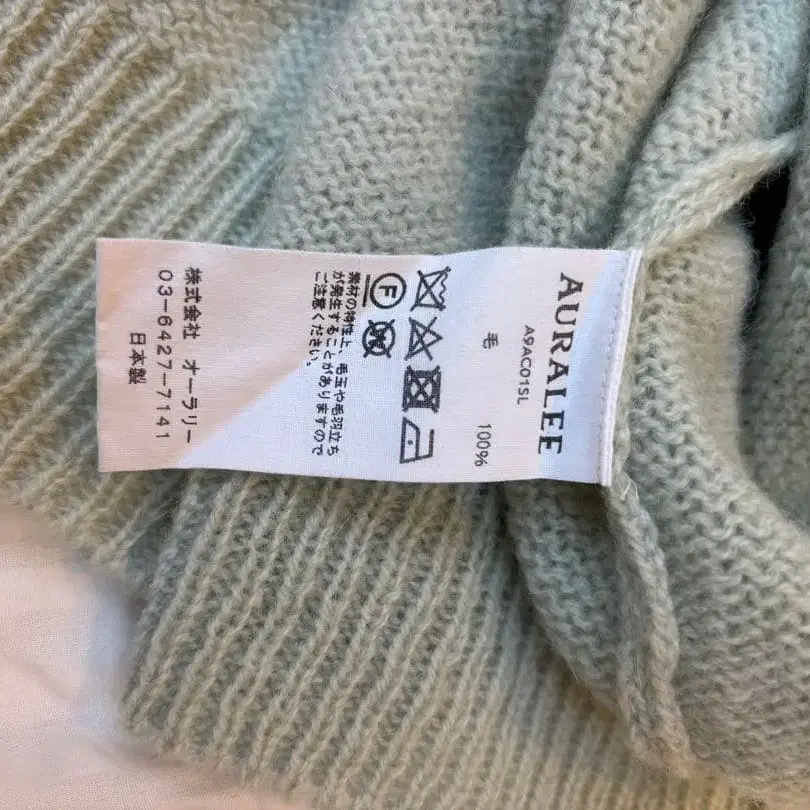 AURALEE
A9AC01SL
毛 100%
F
素材の特性上、毛玉や毛羽立ち
が発生することがありますので
ご注意ください。
株式会社 オーラリー
03-6427-7141
日本製